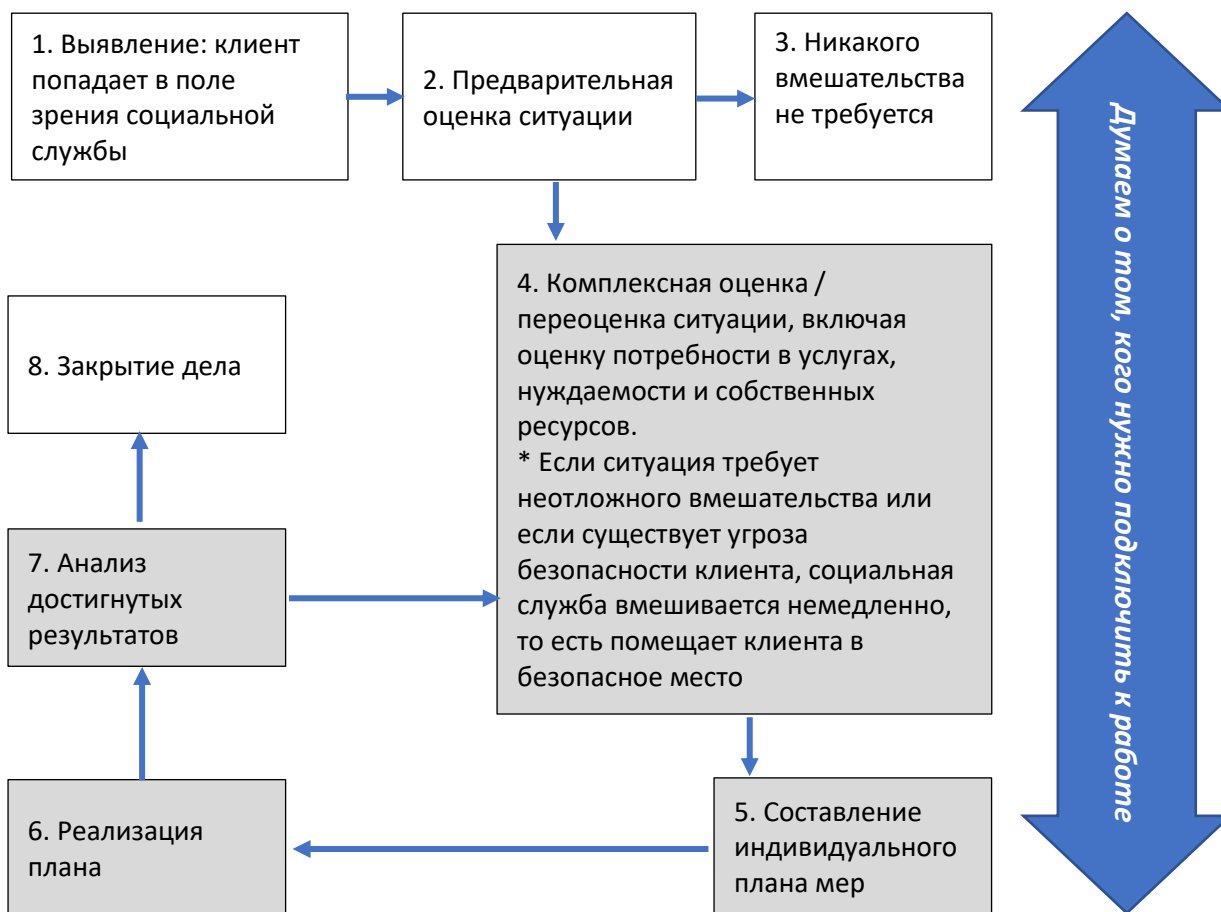 1. Выявление: клиент
попадает в поле
зрения социальной
службы
2. Предварительная
оценка ситуации
3. Никакого
вмешательства
не требуется
4. Комплексная оценка /
переоценка ситуации, включая
оценку потребности в услугах,
нуждаемости и собственных
ресурсов.
* Если ситуация требует
неотложного вмешательства или
если существует угроза
безопасности клиента, социальная
служба вмешивается немедленно,
то есть помещает клиента в
безопасное место
5. Составление
индивидуального
плана мер
6. Реализация
плана
7. Анализ
достигнутых
результатов
8. Закрытие дела
Думаем о том, кого нужно подключить к работе